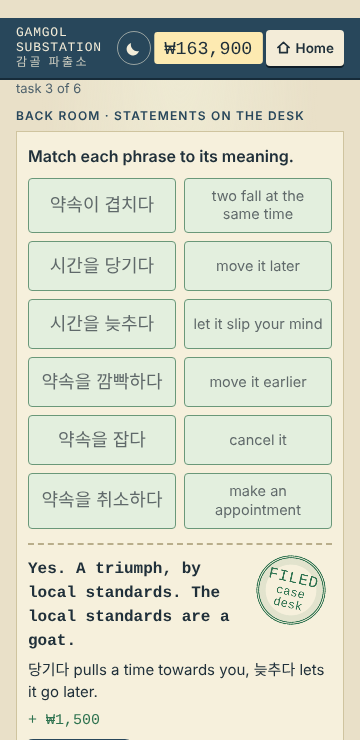 GAMGOL
SUBSTATION
감골 파출소
₩163,900
Home
task 3 of 6
BACK ROOM · STATEMENTS ON THE DESK
Match each phrase to its meaning.
약속이 겹치다
two fall at the
same time
시간을 당기다
move it later
시간을 늦추다
let it slip your mind
약속을 깜빡하다
move it earlier
약속을 잡다
cancel it
약속을 취소하다
make an
appointment
Yes. A triumph, by
local standards. The
local standards are a
goat.
FILED
case
desk
당기다 pulls a time towards you, 늦추다 lets
it go later.
+ ₩1,500